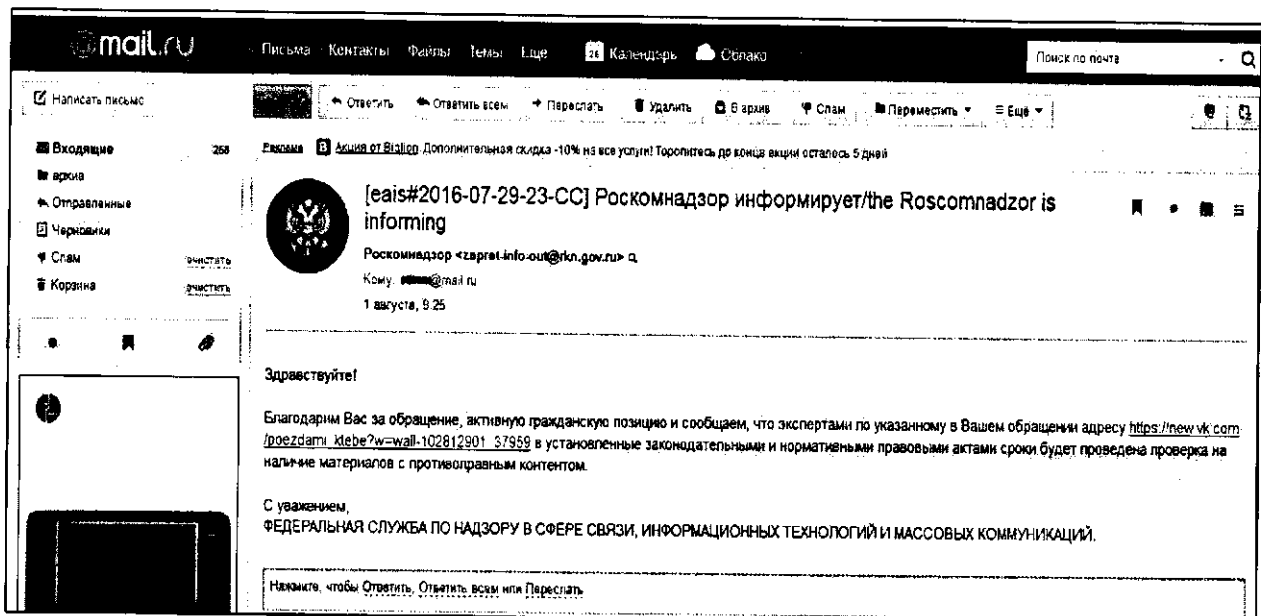 @mail.ru
Письма Контакты Файлы Темы Еще 26 Календарь Облако
Поиск по почте
Написать письмо
Ответить Ответить всем Переслать Удалить В архив Спам Переместить Ещё
Входящие 268
архив
Отправленные
Черновики
Спам очистить
Корзина очистить
Реклама Акция от Biglion. Дополнительная скидка -10% на все услуги! Торопитесь до конца акции осталось 5 дней
[eais#2016-07-29-23-CC] Роскомнадзор информирует/the Roscomnadzor is
informing
Роскомнадзор <zapret-info-out@rkn.gov.ru>
Кому: @mail.ru
1 августа, 9:25
Здравствуйте!
Благодарим Вас за обращение, активную гражданскую позицию и сообщаем, что экспертами по указанному в Вашем обращении адресу https://new.vk.com
/poezdami_ktebe?w=wall-102812901_37959 в установленные законодательными и нормативными правовыми актами сроки будет проведена проверка на
наличие материалов с противоправным контентом.
С уважением,
ФЕДЕРАЛЬНАЯ СЛУЖБА ПО НАДЗОРУ В СФЕРЕ СВЯЗИ, ИНФОРМАЦИОННЫХ ТЕХНОЛОГИЙ И МАССОВЫХ КОММУНИКАЦИЙ.
Нажмите, чтобы Ответить, Ответить всем или Переслать